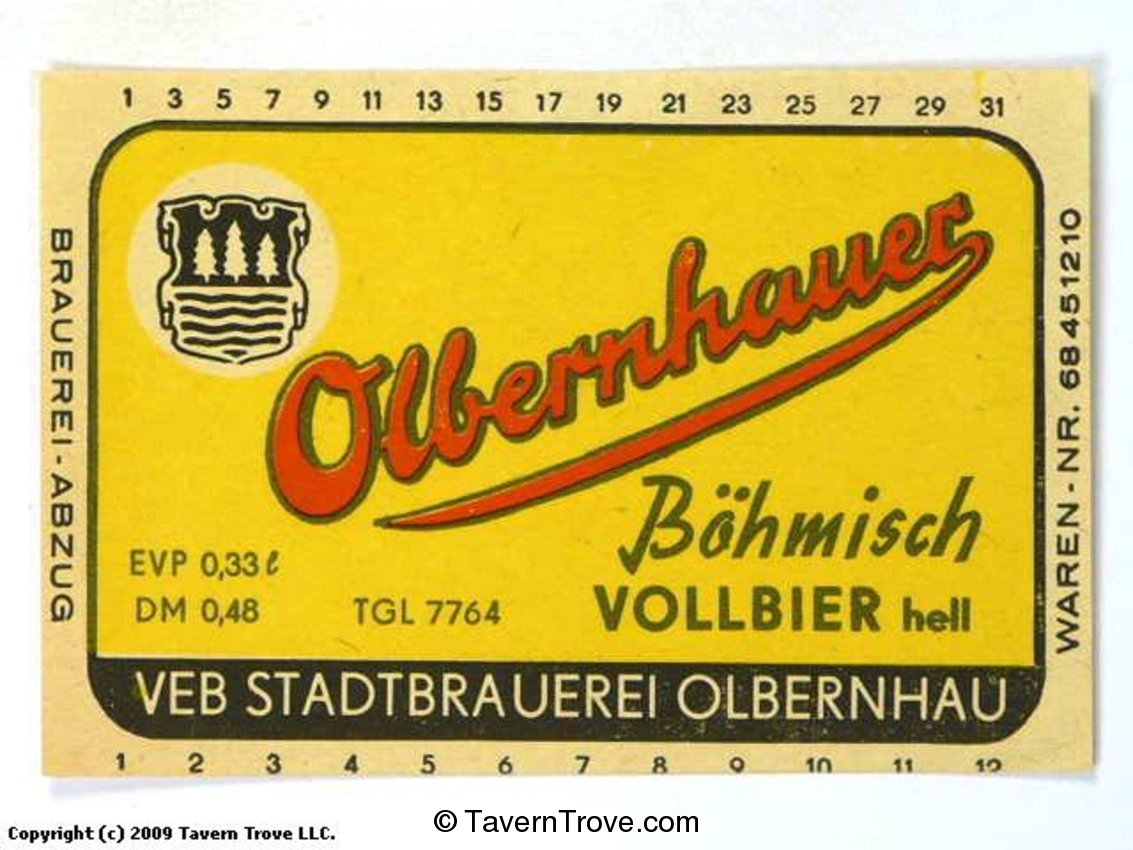 1 3 5 7 9 11 13 15 17 19 21 23 25 27 29 31
BRAUEREI-ABZUG
Olbernhauer
Böhmisch
VOLLBIER hell
EVP 0,33 l
DM 0,48
TGL 7764
VEB STADTBRAUEREI OLBERNHAU
WAREN-NR. 68451210
1 2 3 4 5 6 7 8 9 10 11 12
Copyright (c) 2009 Tavern Trove LLC.
© TavernTrove.com